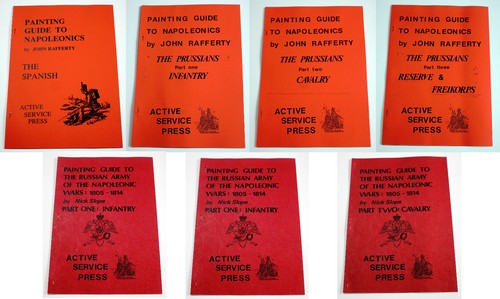 PAINTING
GUIDE TO
NAPOLEONICS
by JOHN RAFFERTY
THE
SPANISH
ACTIVE
SERVICE
PRESS
PAINTING GUIDE
TO NAPOLEONICS
by JOHN RAFFERTY
THE PRUSSIANS
Part one
INFANTRY
ACTIVE
SERVICE
PRESS
PAINTING GUIDE
TO NAPOLEONICS
by JOHN RAFFERTY
THE PRUSSIANS
Part two
CAVALRY
ACTIVE
SERVICE
PRESS
PAINTING GUIDE
TO NAPOLEONICS
by JOHN RAFFERTY
THE PRUSSIANS
Part three
RESERVE &
FREIKORPS
ACTIVE
SERVICE
PRESS
PAINTING GUIDE TO
THE RUSSIAN ARMY
OF THE NAPOLEONIC
WARS: 1805-1814
by Nick Slope
PART ONE: INFANTRY
ACTIVE
SERVICE
PRESS
PAINTING GUIDE TO
THE RUSSIAN ARMY
OF THE NAPOLEONIC
WARS: 1805-1814
by Nick Slope
PART ONE: INFANTRY
ACTIVE
SERVICE
PRESS
PAINTING GUIDE TO
THE RUSSIAN ARMY
OF THE NAPOLEONIC
WARS: 1805-1814
by Nick Slope
PART TWO: CAVALRY
ACTIVE
SERVICE
PRESS